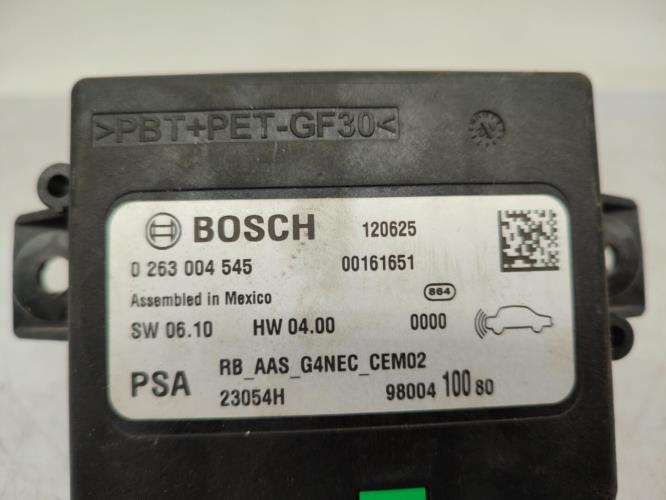 >PBT+PET-GF30<
BOSCH 120625
0 263 004 545 00161651
Assembled in Mexico 864
SW 06.10 HW 04.00 0000
PSA RB_AAS_G4NEC_CEM02
23054H 98004 100 80